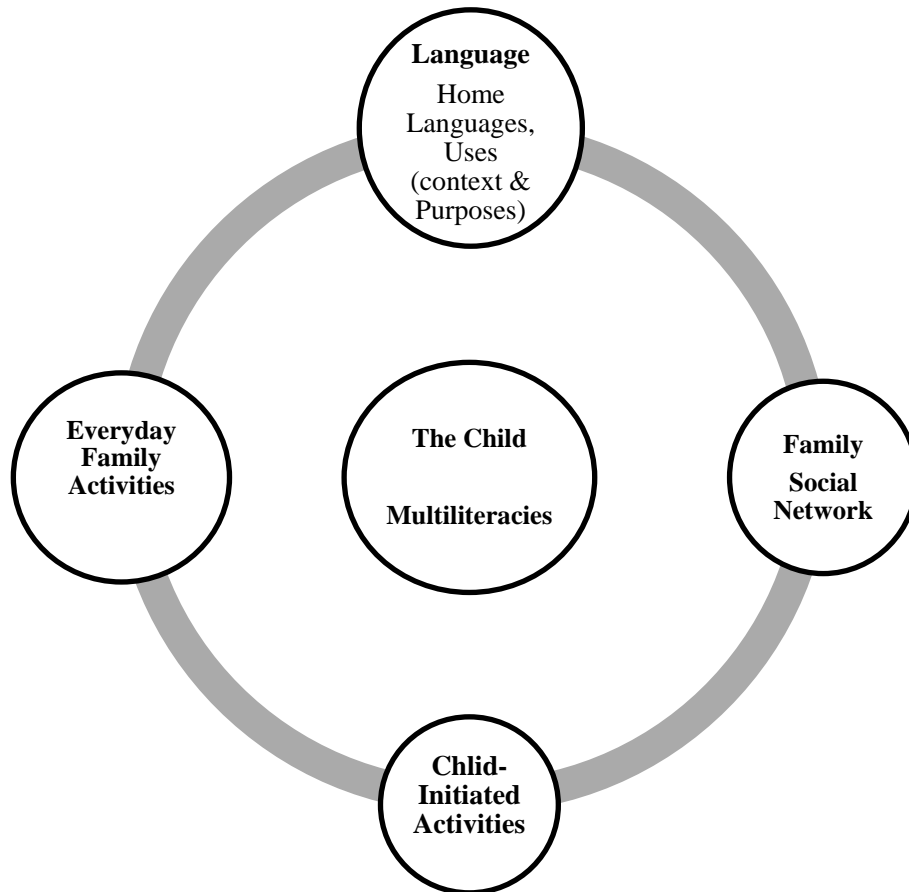 Language
Home
Languages,
Uses
(context &
Purposes)
Everyday
Family
Activities
The Child
Multiliteracies
Family
Social
Network
Chlid-
Initiated
Activities